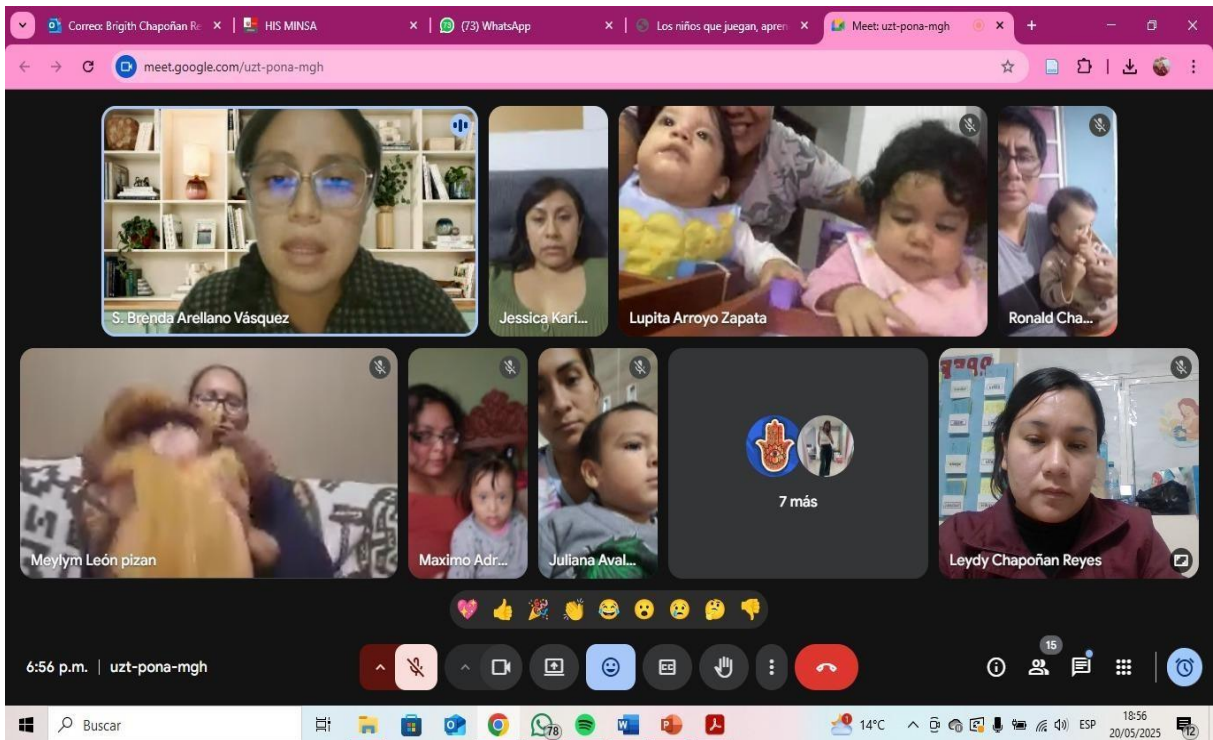 Correo: Brigith Chapoñan Re
HIS MINSA
(73) WhatsApp
Los niños que juegan, apren
Meet: uzt-pona-mgh
meet.google.com/uzt-pona-mgh
S. Brenda Arellano Vásquez
Jessica Kari...
Lupita Arroyo Zapata
Ronald Cha...
Meylym León pizan
Maximo Adr...
Juliana Aval...
7 más
Leydy Chapoñan Reyes
15
6:56 p.m. | uzt-pona-mgh
CC
Buscar
78
14°C
ESP
18:56
20/05/2025
12